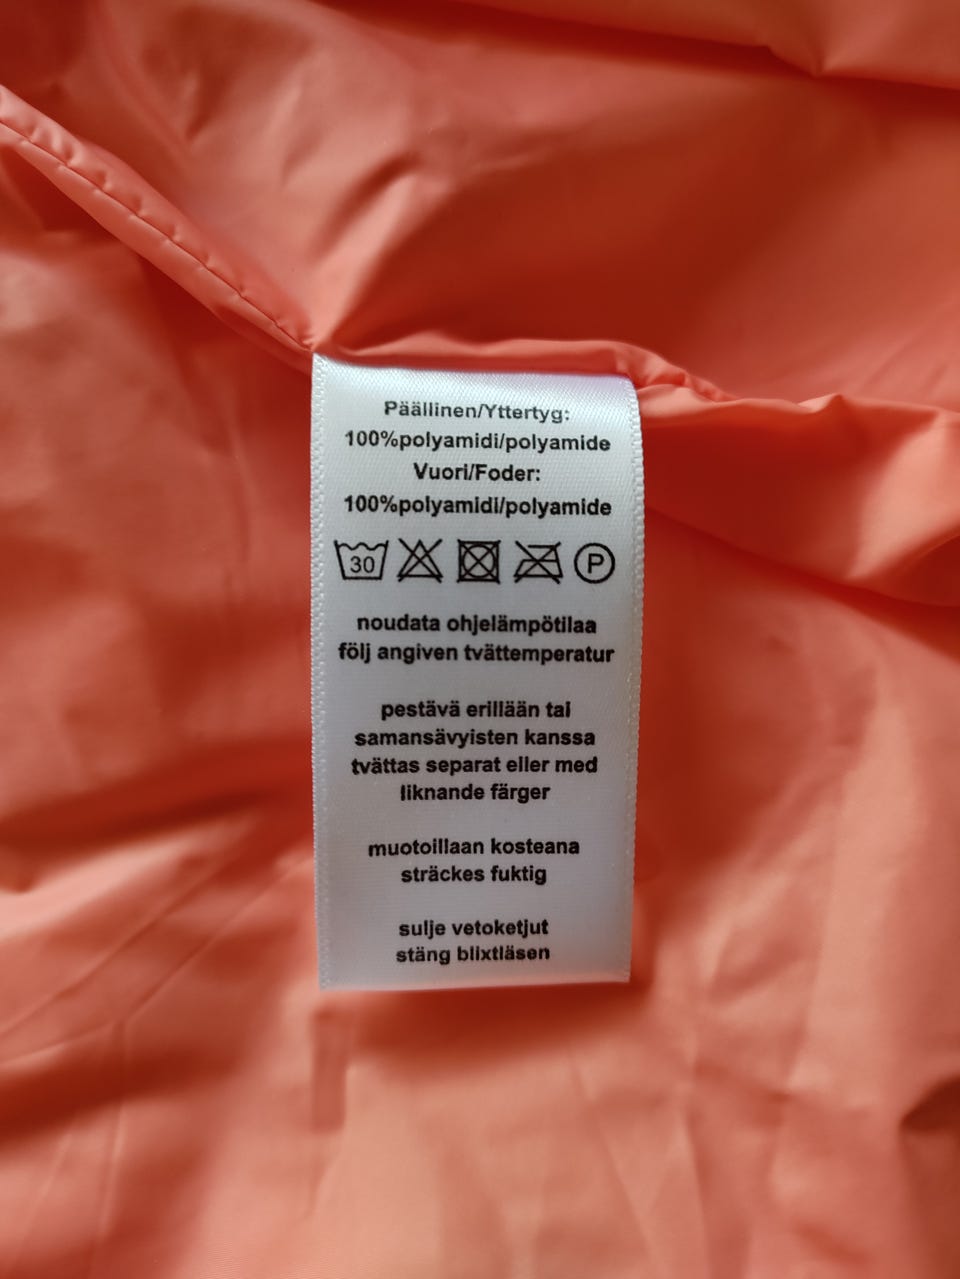 Päällinen/Yttertyg:
100%polyamidi/polyamide
Vuori/Foder:
100%polyamidi/polyamide
30 P
noudata ohjelämpötilaa
följ angiven tvättemperatur
pestävä erillään tai
samansävyisten kanssa
tvättas separat eller med
liknande färger
muotoillaan kosteana
sträckes fuktig
sulje vetoketjut
stäng blixtläsen